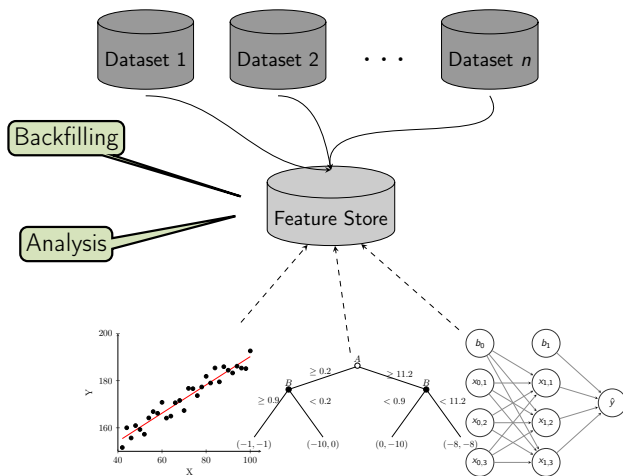 Dataset 1
Dataset 2
. . .
Dataset n
Backfilling
Feature Store
Analysis
200
180
160
40
60
80
100
X
Y
A
≥ 0.2
≥ 11.2
B
B
≥ 0.9
< 0.2
< 0.9
< 11.2
(−1, −1)
(−10, 0)
(0, −10)
(−8, −8)
b0
b1
x0,1
x1,1
ŷ
x0,2
x1,2
x0,3
x1,3